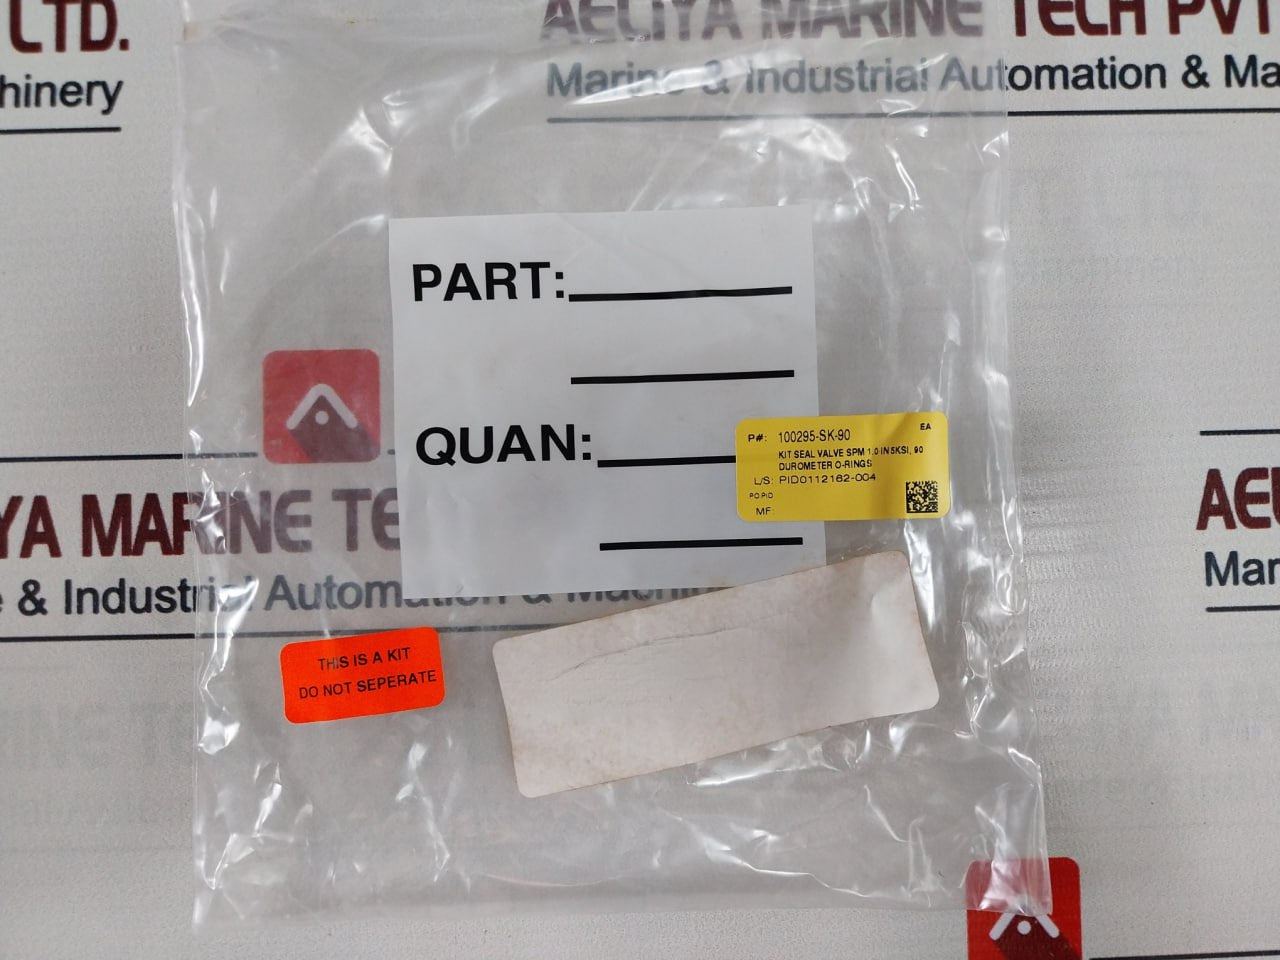 LTD.
hinery
AELIYA MARINE TECH PVT
Marine & Industrial Automation & Ma
PART:
QUAN:
P#: 100295-SK-90 EA
KIT SEAL VALVE SPM 1.0 IN 5KSI, 90
DUROMETER O-RINGS
L/S: PID0112162-004
PO:PID
MF:
YA MARINE TE
& Industrial Automation & Machin
AEL
Mar
THIS IS A KIT
DO NOT SEPERATE